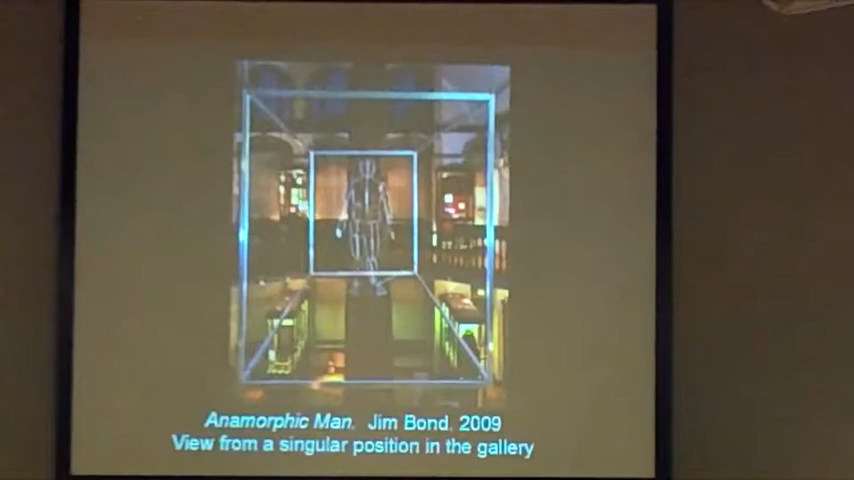 Anamorphic Man. Jim Bond. 2009
View from a singular position in the gallery